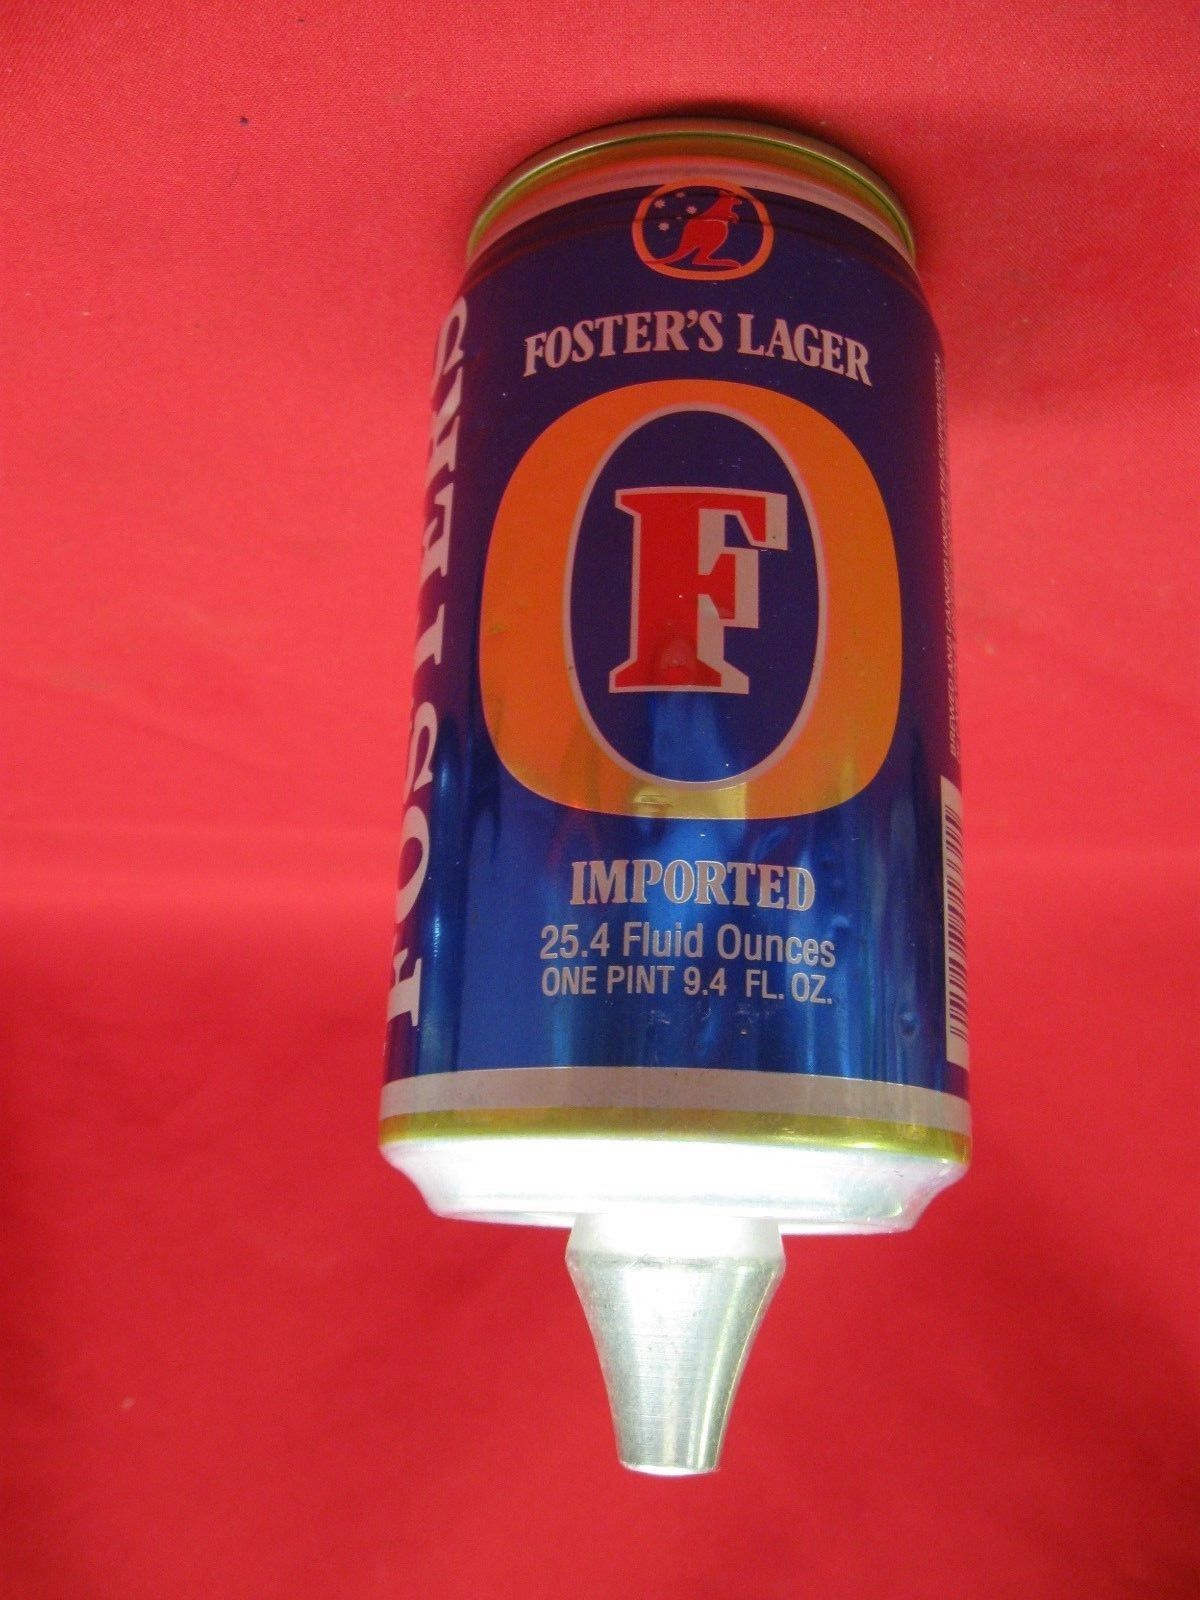 FOSTER'S LAGER
F
IMPORTED
25.4 Fluid Ounces
ONE PINT 9.4 FL. OZ.
FOSTER'S